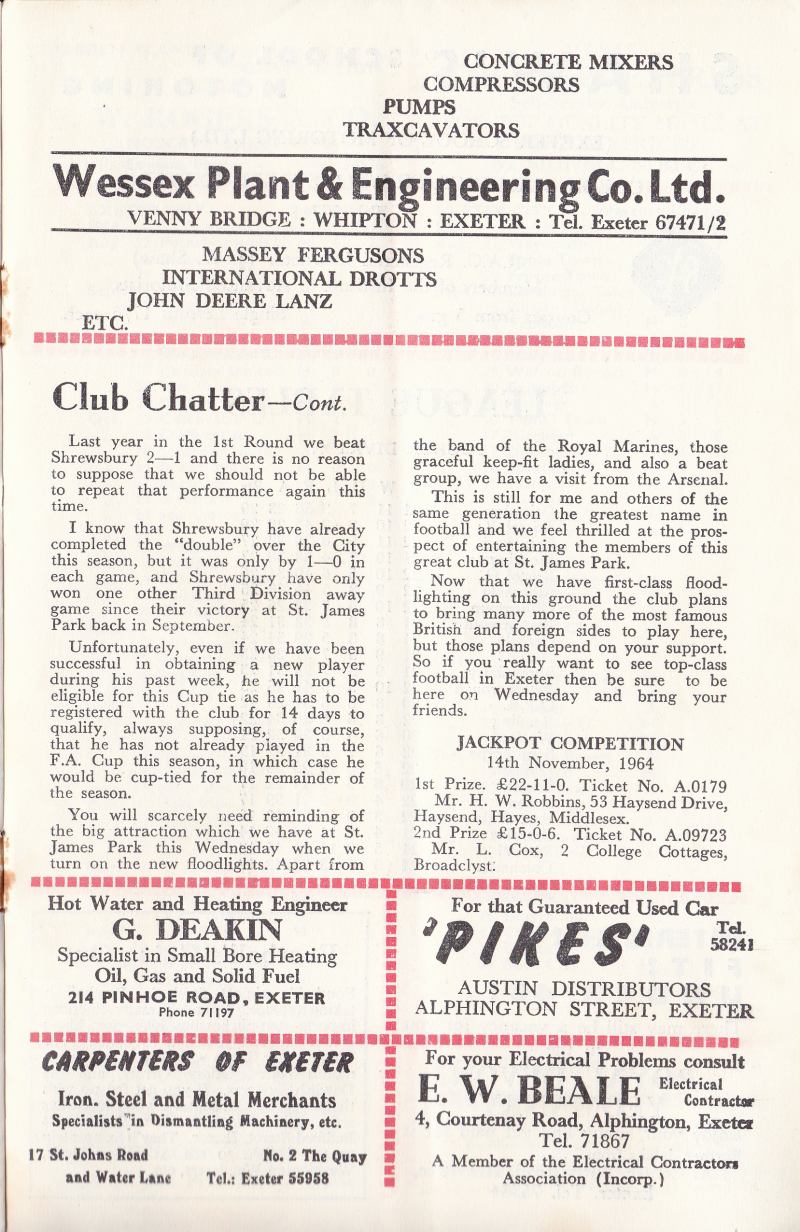 CONCRETE MIXERS
COMPRESSORS
PUMPS
TRAXCAVATORS
Wessex Plant & Engineering Co. Ltd.
VENNY BRIDGE : WHIPTON : EXETER : Tel. Exeter 67471/2
MASSEY FERGUSONS
INTERNATIONAL DROTTS
JOHN DEERE LANZ
ETC.
Club Chatter—Cont.
Last year in the 1st Round we beat
Shrewsbury 2—1 and there is no reason
to suppose that we should not be able
to repeat that performance again this
time.
I know that Shrewsbury have already
completed the "double" over the City
this season, but it was only by 1—0 in
each game, and Shrewsbury have only
won one other Third Division away
game since their victory at St. James
Park back in September.
Unfortunately, even if we have been
successful in obtaining a new player
during his past week, he will not be
eligible for this Cup tie as he has to be
registered with the club for 14 days to
qualify, always supposing, of course,
that he has not already played in the
F.A. Cup this season, in which case he
would be cup-tied for the remainder of
the season.
You will scarcely need reminding of
the big attraction which we have at St.
James Park this Wednesday when we
turn on the new floodlights. Apart from
the band of the Royal Marines, those
graceful keep-fit ladies, and also a beat
group, we have a visit from the Arsenal.
This is still for me and others of the
same generation the greatest name in
football and we feel thrilled at the pros-
pect of entertaining the members of this
great club at St. James Park.
Now that we have first-class flood-
lighting on this ground the club plans
to bring many more of the most famous
British and foreign sides to play here,
but those plans depend on your support.
So if you really want to see top-class
football in Exeter then be sure to be
here on Wednesday and bring your
friends.
JACKPOT COMPETITION
14th November, 1964
1st Prize. £22-11-0. Ticket No. A.0179
Mr. H. W. Robbins, 53 Haysend Drive,
Haysend, Hayes, Middlesex.
2nd Prize £15-0-6. Ticket No. A.09723
Mr. L. Cox, 2 College Cottages,
Broadclyst.
Hot Water and Heating Engineer
G. DEAKIN
Specialist in Small Bore Heating
Oil, Gas and Solid Fuel
214 PINHOE ROAD, EXETER
Phone 71197
For that Guaranteed Used Car
'PIKES' Tel. 58241
AUSTIN DISTRIBUTORS
ALPHINGTON STREET, EXETER
CARPENTERS OF EXETER
Iron. Steel and Metal Merchants
Specialists in Dismantling Machinery, etc.
17 St. Johns Road No. 2 The Quay
and Water Lane Tel.: Exeter 55958
For your Electrical Problems consult
E. W. BEALE Electrical Contractor
4, Courtenay Road, Alphington, Exeter
Tel. 71867
A Member of the Electrical Contractors
Association (Incorp.)